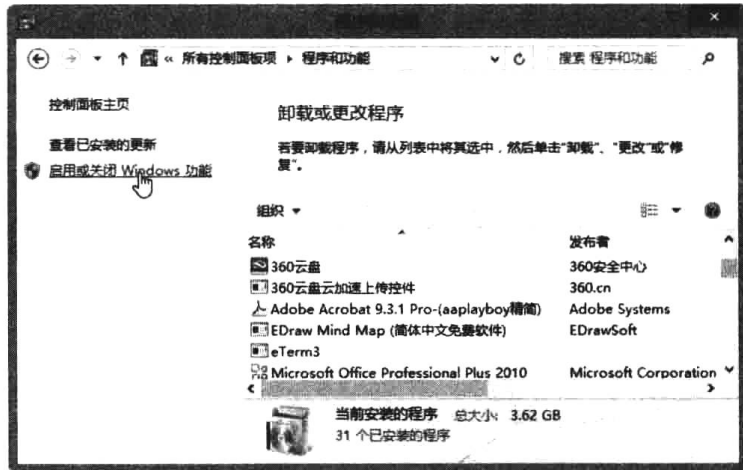 « 所有控制面板项 ▸ 程序和功能
搜索 程序和功能
控制面板主页
查看已安装的更新
启用或关闭 Windows 功能
卸载或更改程序
若要卸载程序，请从列表中将其选中，然后单击"卸载"、"更改"或"修
复"。
组织
名称 发布者
360云盘 360安全中心
360云盘云加速上传控件 360.cn
Adobe Acrobat 9.3.1 Pro-(aaplayboy精简) Adobe Systems
EDraw Mind Map (简体中文免费软件) EDrawSoft
eTerm3
Microsoft Office Professional Plus 2010 Microsoft Corporation
当前安装的程序 总大小: 3.62 GB
31 个已安装的程序